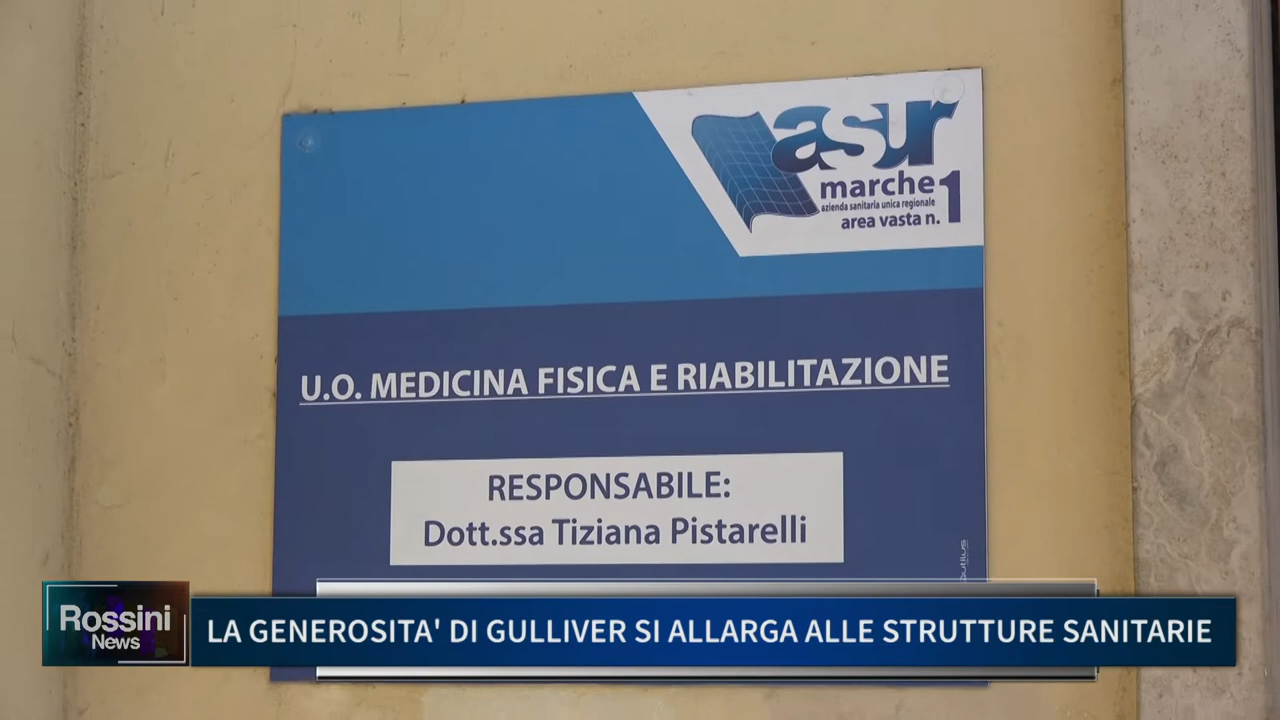 asur
marche 1
azienda sanitaria unica regionale
area vasta n.
U.O. MEDICINA FISICA E RIABILITAZIONE
RESPONSABILE:
Dott.ssa Tiziana Pistarelli
Rossini
News
LA GENEROSITA' DI GULLIVER SI ALLARGA ALLE STRUTTURE SANITARIE